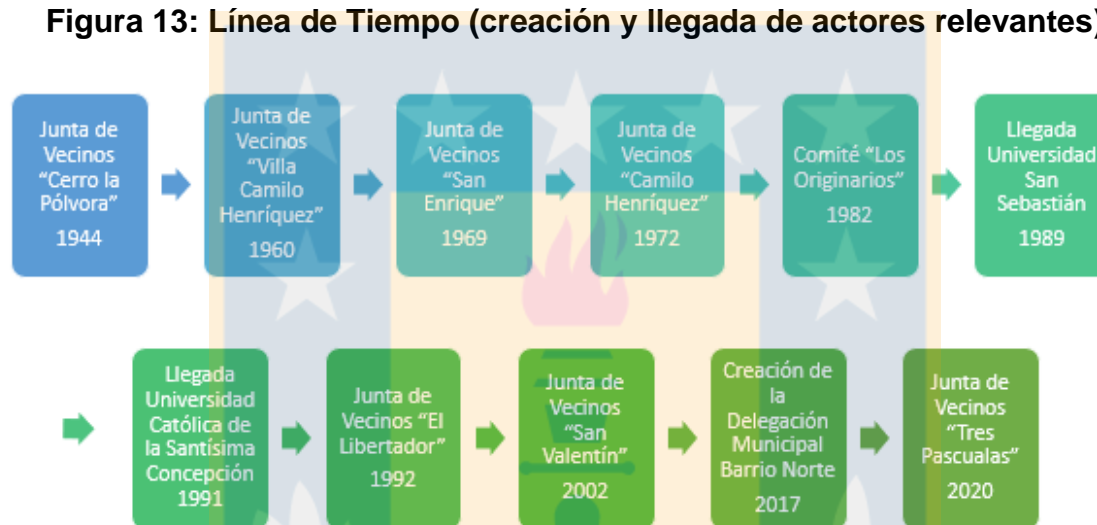 Figura 13: Línea de Tiempo (creación y llegada de actores relevantes)
Junta de
Vecinos
“Cerro la
Pólvora”
1944
Junta de
Vecinos
“Villa
Camilo
Henríquez”
1960
Junta de
Vecinos
“San
Enrique”
1969
Junta de
Vecinos
“Camilo
Henríquez”
1972
Comité “Los
Originarios”
1982
Llegada
Universidad
San
Sebastián
1989
Llegada
Universidad
Católica de
la Santísima
Concepción
1991
Junta de
Vecinos “El
Libertador”
1992
Junta de
Vecinos
“San
Valentín”
2002
Creación de
la
Delegación
Municipal
Barrio Norte
2017
Junta de
Vecinos
“Tres
Pascualas”
2020